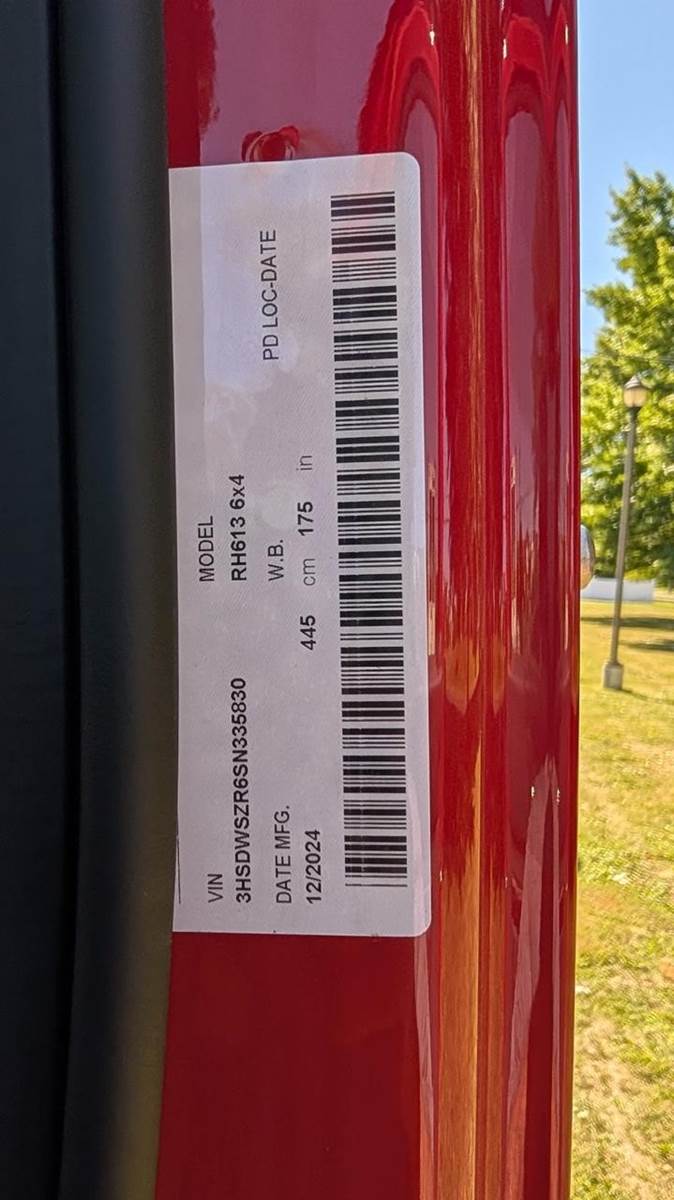 VIN
3HSDWSZR6SN335830
MODEL
RH613 6x4
DATE MFG.
12/2024
W.B.
445 cm 175 in
PD LOC-DATE